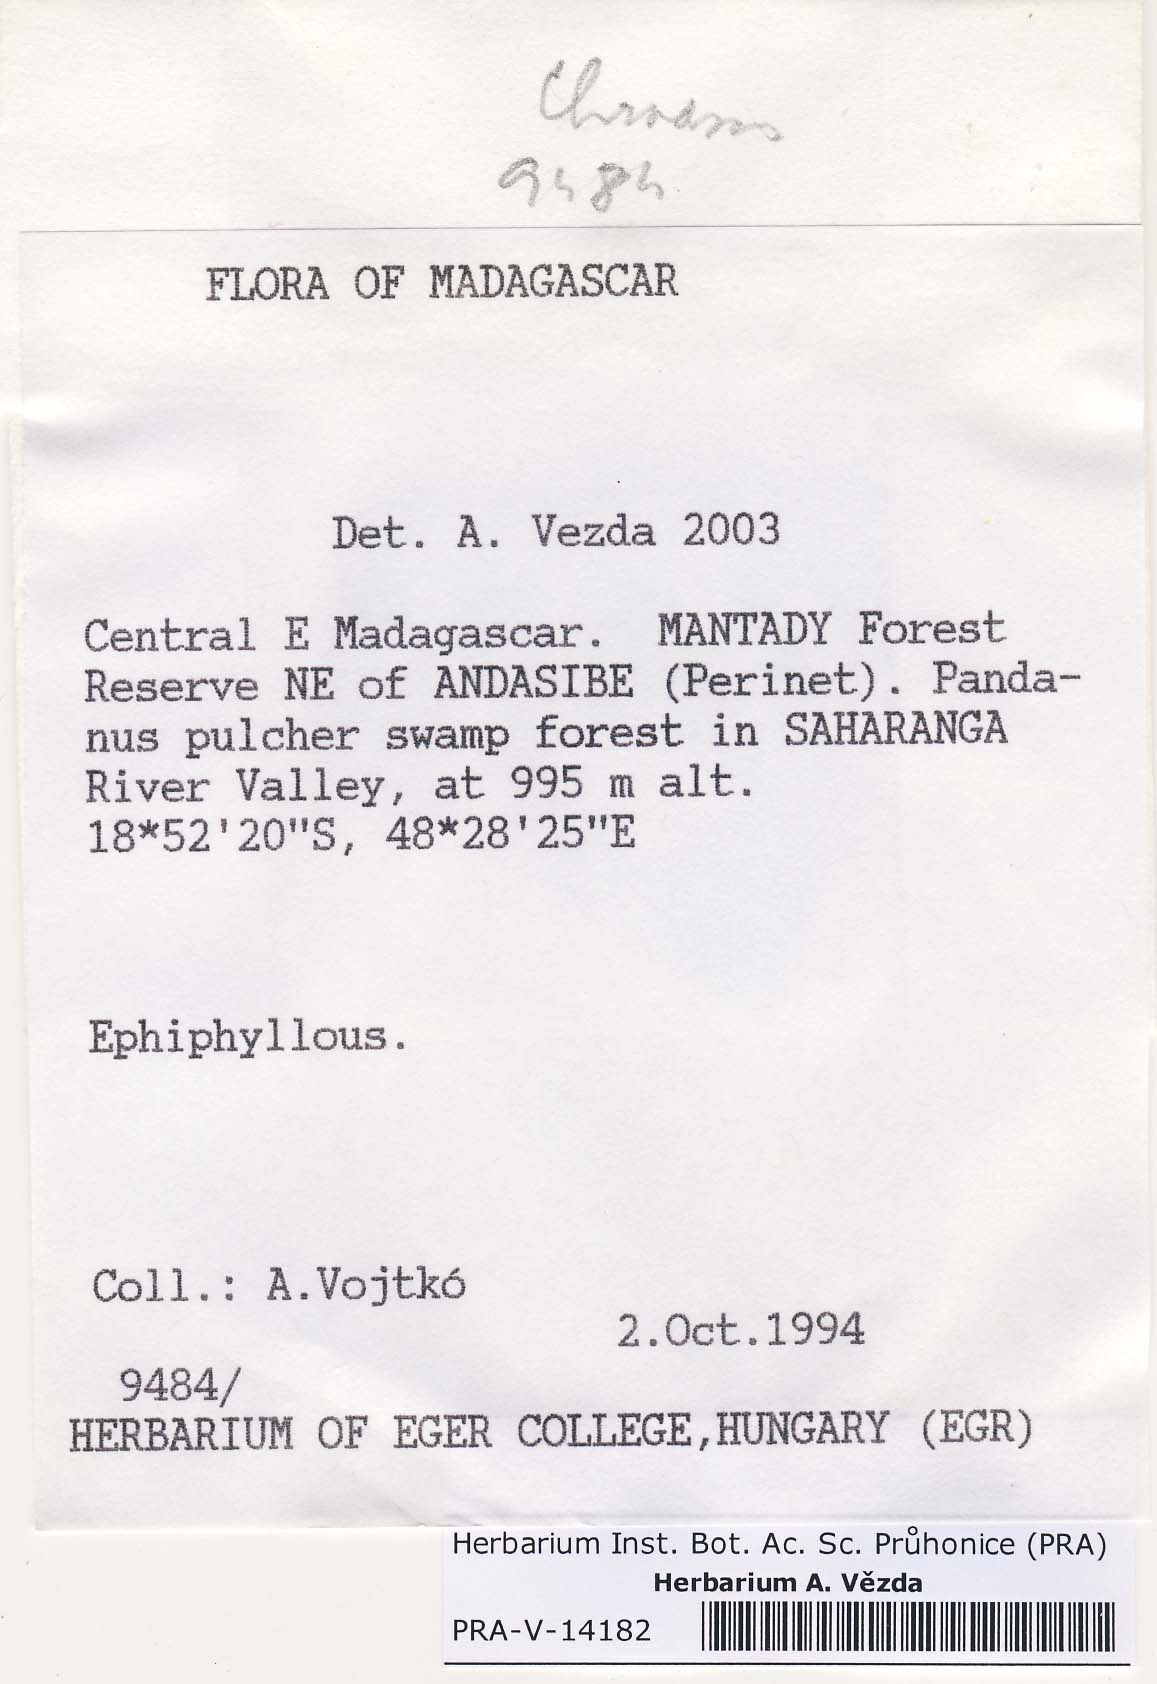 9484
FLORA OF MADAGASCAR
Det. A. Vezda 2003
Central E Madagascar. MANTADY Forest
Reserve NE of ANDASIBE (Perinet). Panda-
nus pulcher swamp forest in SAHARANGA
River Valley, at 995 m alt.
18*52'20"S, 48*28'25"E
Ephiphyllous.
Coll.: A.Vojtkó
2.Oct.1994
9484/
HERBARIUM OF EGER COLLEGE,HUNGARY (EGR)
Herbarium Inst. Bot. Ac. Sc. Průhonice (PRA)
Herbarium A. Vězda
PRA-V-14182